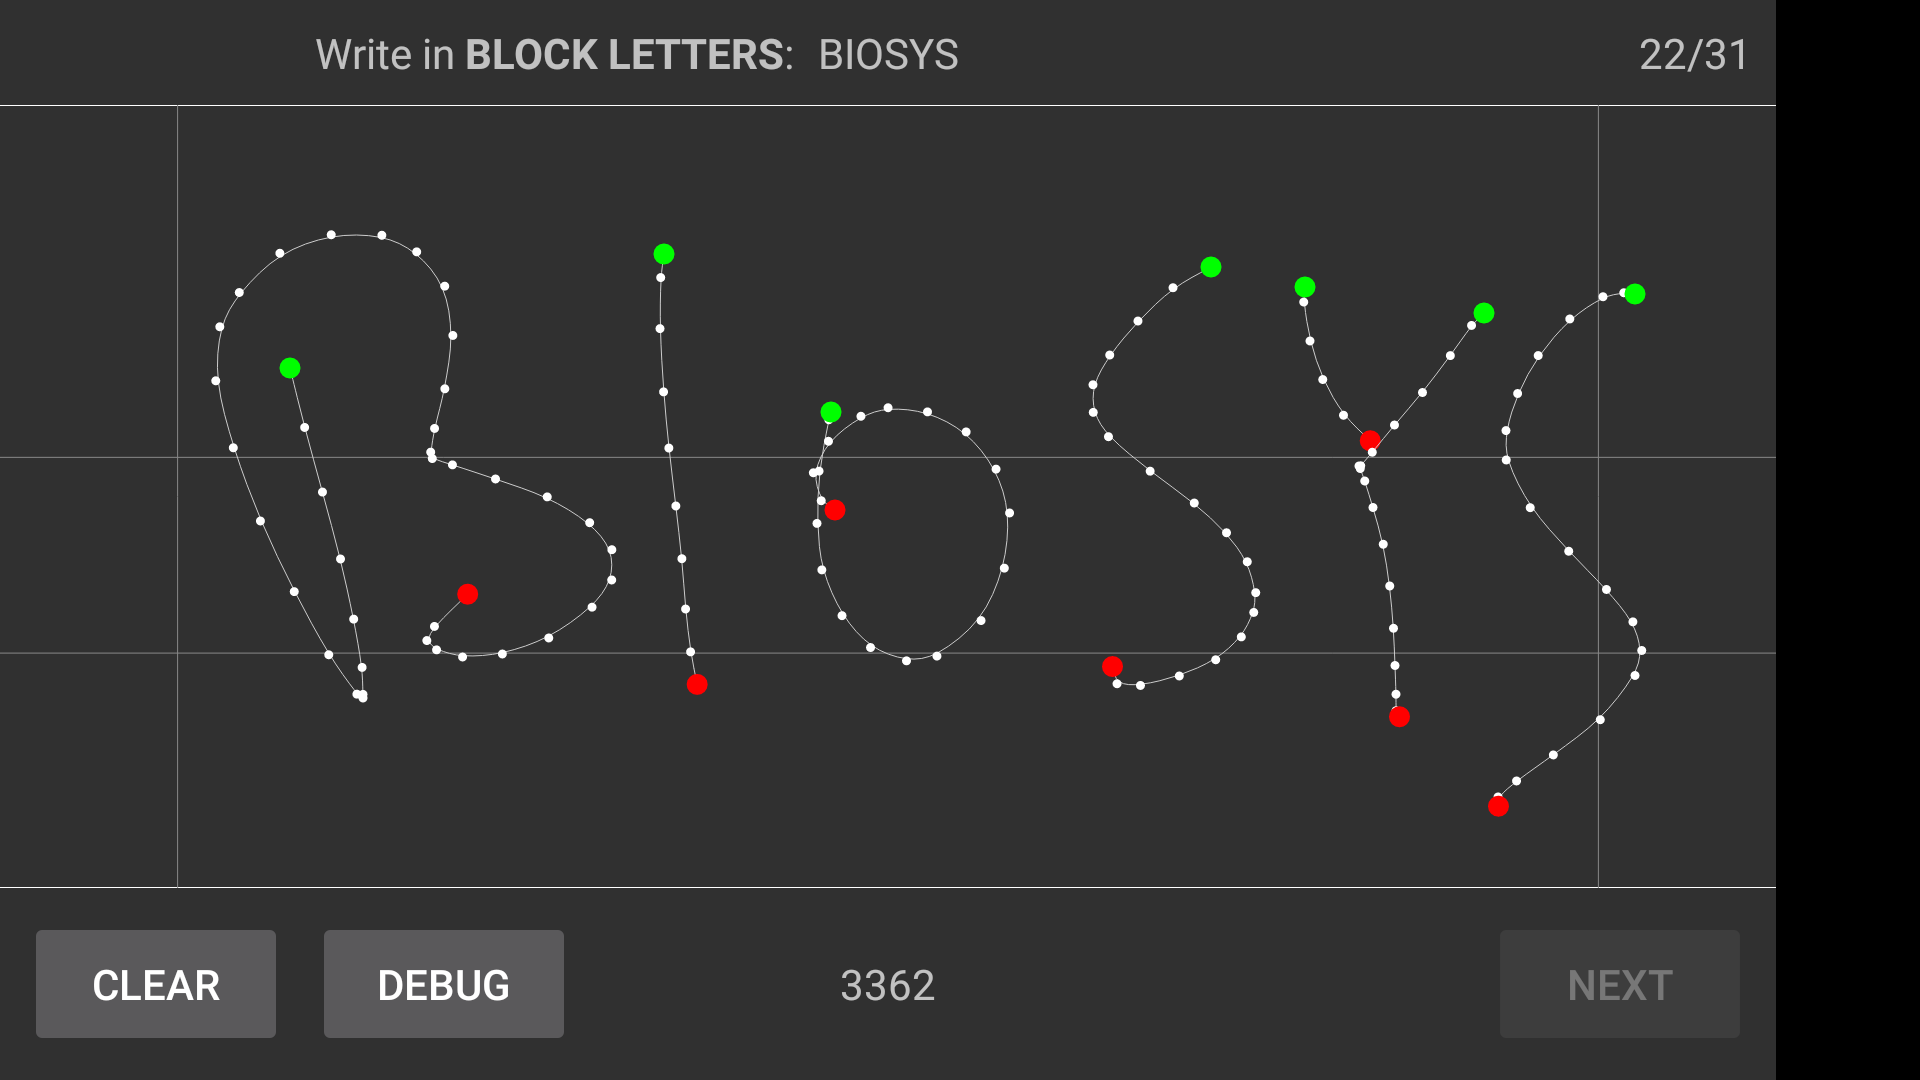 Write in BLOCK LETTERS: BIOSYS 22/31
BIOSYS
CLEAR DEBUG 3362 NEXT